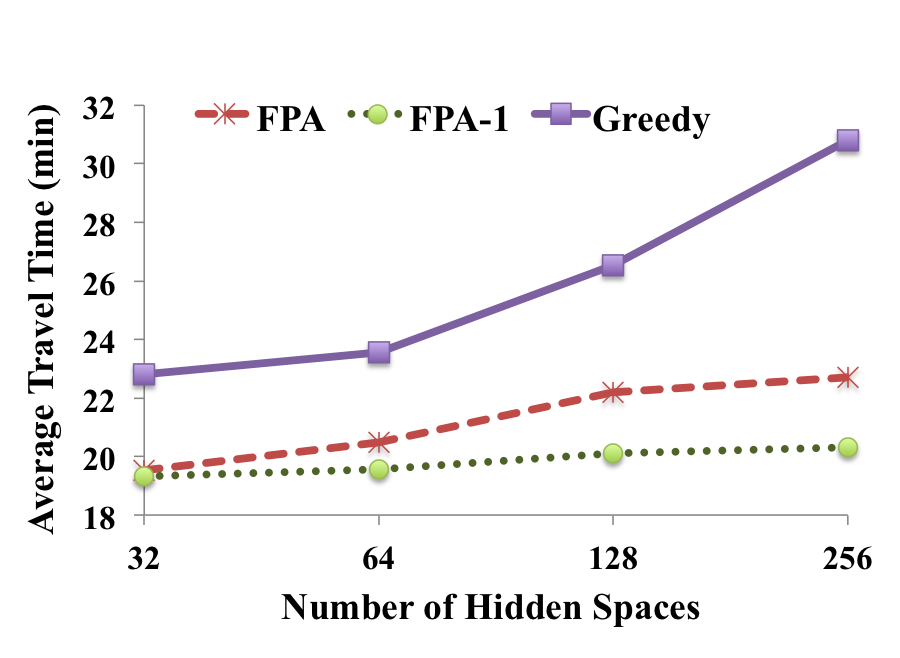 FPA FPA-1 Greedy
Average Travel Time (min)
32
30
28
26
24
22
20
18
32 64 128 256
Number of Hidden Spaces